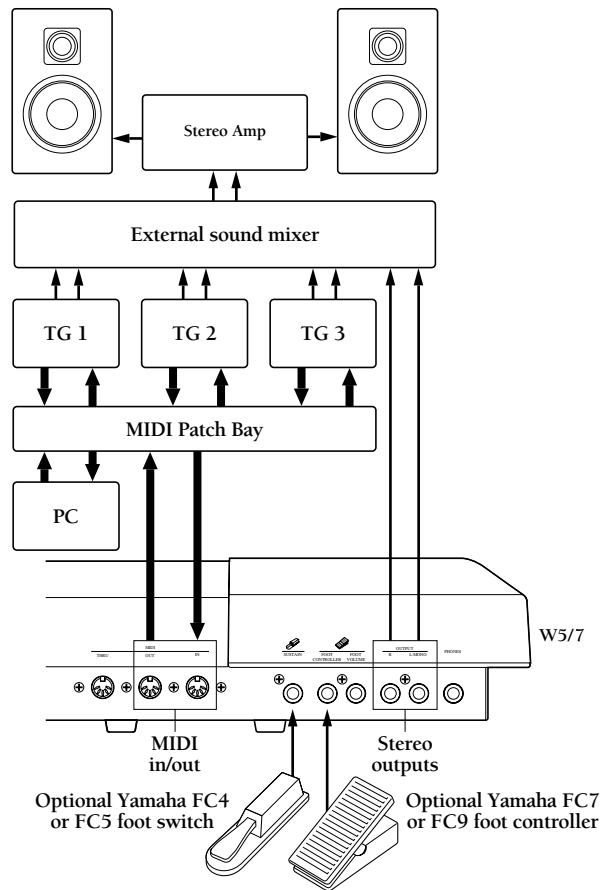 Stereo Amp
External sound mixer
TG 1
TG 2
TG 3
MIDI Patch Bay
PC
W5/7
MIDI
THRU
OUT
IN
SUSTAIN
FOOT
CONTROLLER
FOOT
VOLUME
OUTPUT
R
L/MONO
PHONES
MIDI
in/out
Stereo
outputs
Optional Yamaha FC4
or FC5 foot switch
Optional Yamaha FC7
or FC9 foot controller